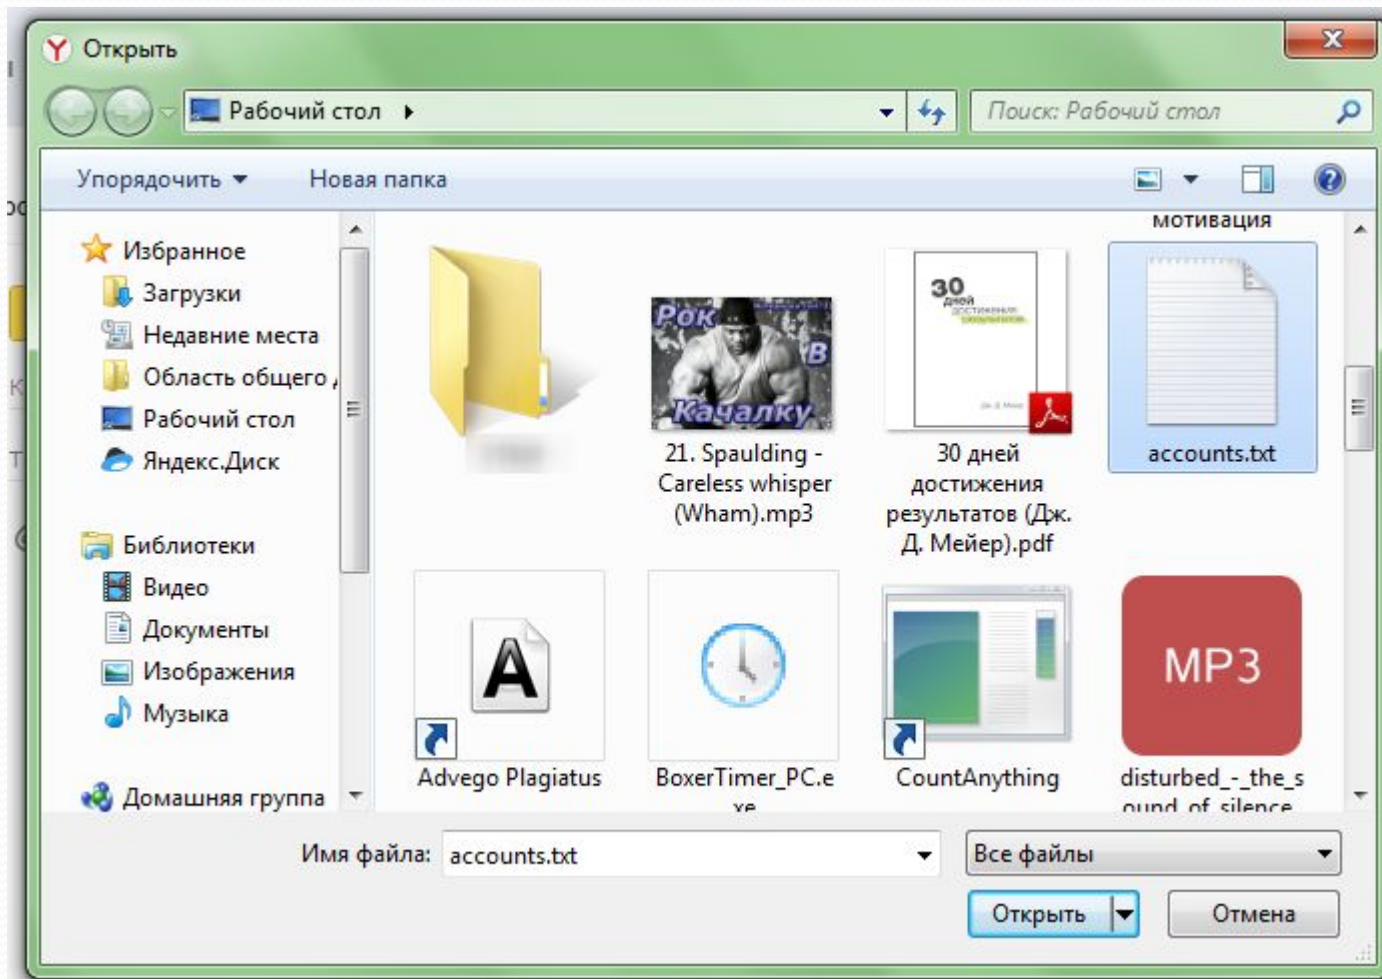 Открыть
Рабочий стол
Поиск: Рабочий стол
Упорядочить
Новая папка
Избранное
Загрузки
Недавние места
Область общего
Рабочий стол
Яндекс.Диск
Библиотеки
Видео
Документы
Изображения
Музыка
Домашняя группа
мотивация
Рок
В
Качалку
21. Spaulding -
Careless whisper
(Wham).mp3
30
дней
достижения
результатов
30 дней
достижения
результатов (Дж.
Д. Мейер).pdf
accounts.txt
A
Advego Plagiatus
BoxerTimer_PC.e
xe
CountAnything
MP3
disturbed_-_the_s
ound_of_silence
Имя файла:
accounts.txt
Все файлы
Открыть
Отмена